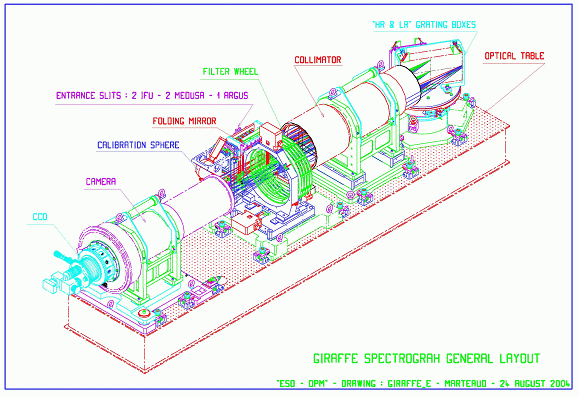 "HR & LR" GRATING BOXES
OPTICAL TABLE
COLLIMATOR
FILTER WHEEL
ENTRANCE SLITS : 2 IFU - 2 MEDUSA - 1 ARGUS
FOLDING MIRROR
CALIBRATION SPHERE
CAMERA
CCD
GIRAFFE SPECTROGRAH GENERAL LAYOUT
"ESO - OPM" - DRAWING : GIRAFFE_E - MARTEAUD - 24 AUGUST 2004